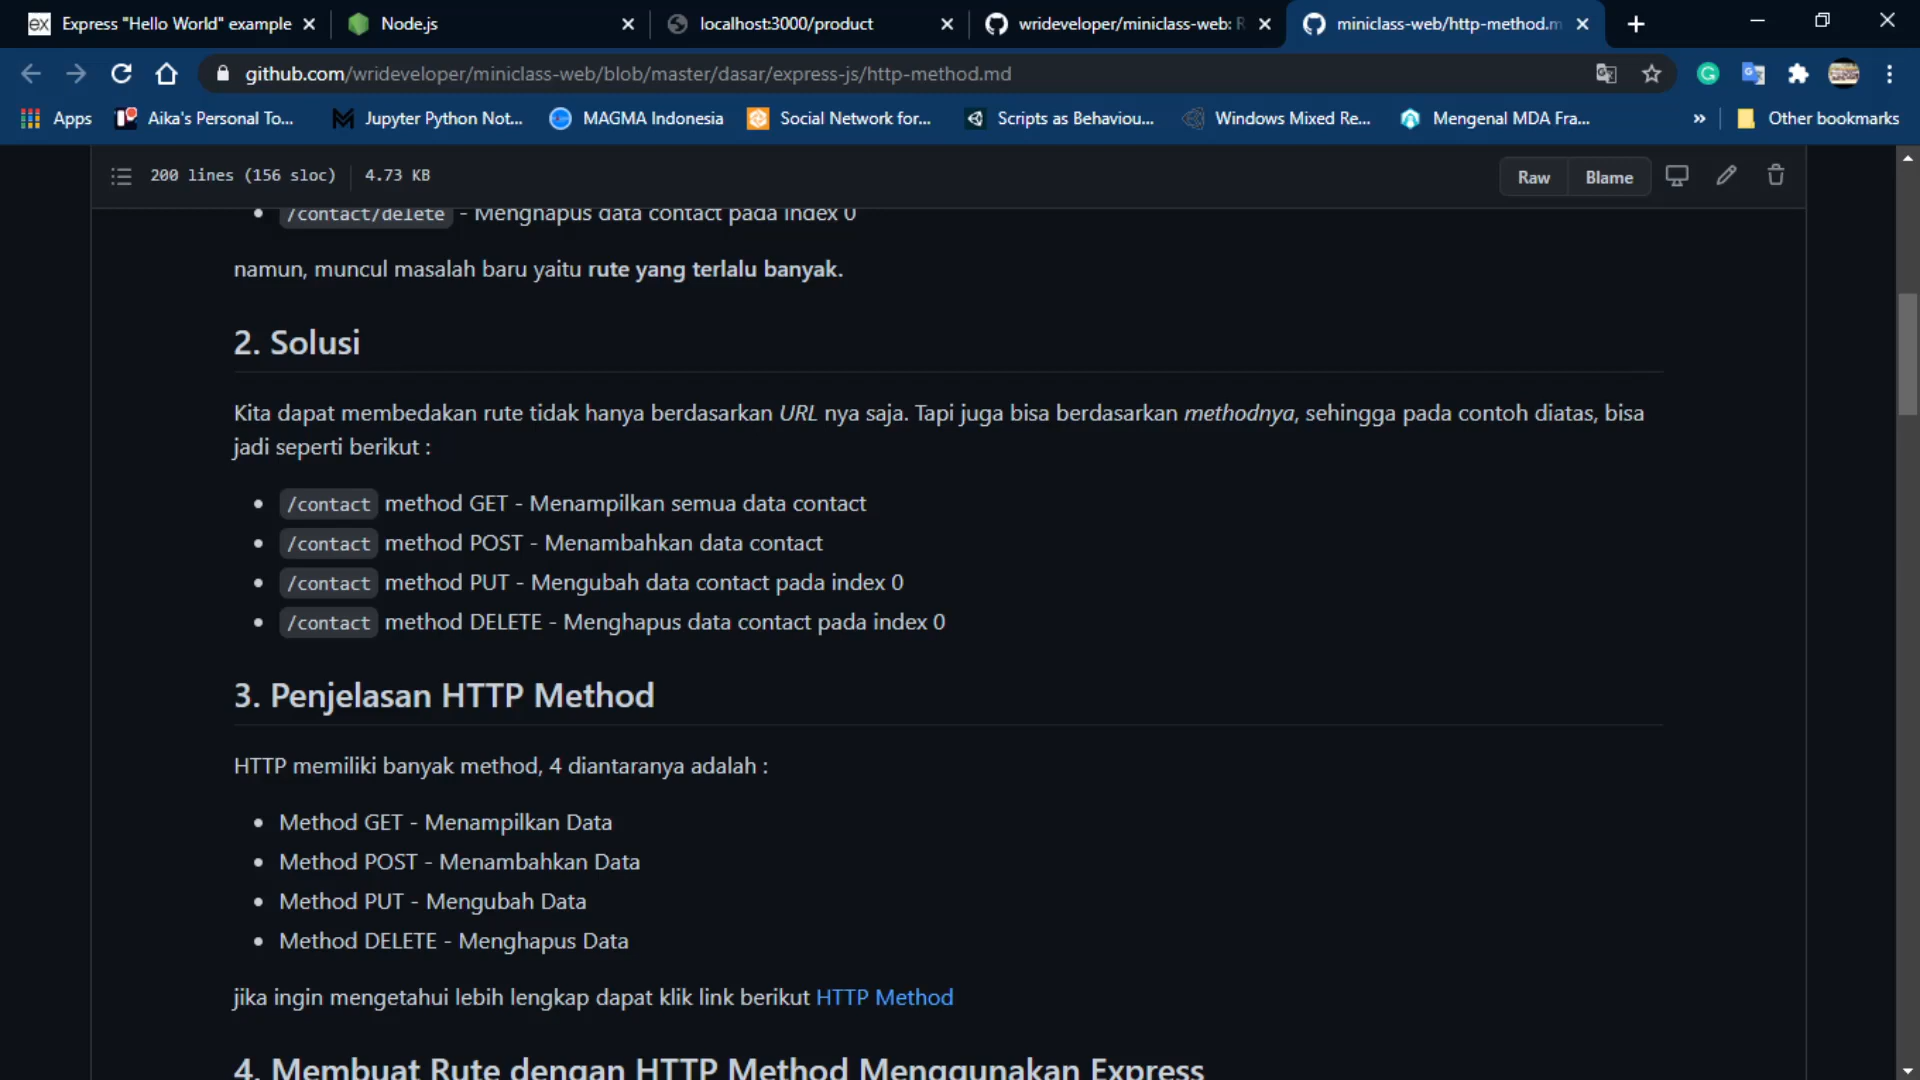 ex Express "Hello World" example
Node.js
localhost:3000/product
wrideveloper/miniclass-web: R
miniclass-web/http-method.m
github.com/wrideveloper/miniclass-web/blob/master/dasar/express-js/http-method.md
Apps
Aika's Personal To...
Jupyter Python Not...
MAGMA Indonesia
Social Network for...
Scripts as Behaviou...
Windows Mixed Re...
Mengenal MDA Fra...
»
Other bookmarks
200 lines (156 sloc)
4.73 KB
Raw
Blame
• /contact/delete - Menghapus data contact pada index 0
namun, muncul masalah baru yaitu rute yang terlalu banyak.
2. Solusi
Kita dapat membedakan rute tidak hanya berdasarkan URL nya saja. Tapi juga bisa berdasarkan methodnya, sehingga pada contoh diatas, bisa
jadi seperti berikut :
• /contact method GET - Menampilkan semua data contact
• /contact method POST - Menambahkan data contact
• /contact method PUT - Mengubah data contact pada index 0
• /contact method DELETE - Menghapus data contact pada index 0
3. Penjelasan HTTP Method
HTTP memiliki banyak method, 4 diantaranya adalah :
• Method GET - Menampilkan Data
• Method POST - Menambahkan Data
• Method PUT - Mengubah Data
• Method DELETE - Menghapus Data
jika ingin mengetahui lebih lengkap dapat klik link berikut HTTP Method
4. Membuat Rute dengan HTTP Method Menggunakan Express